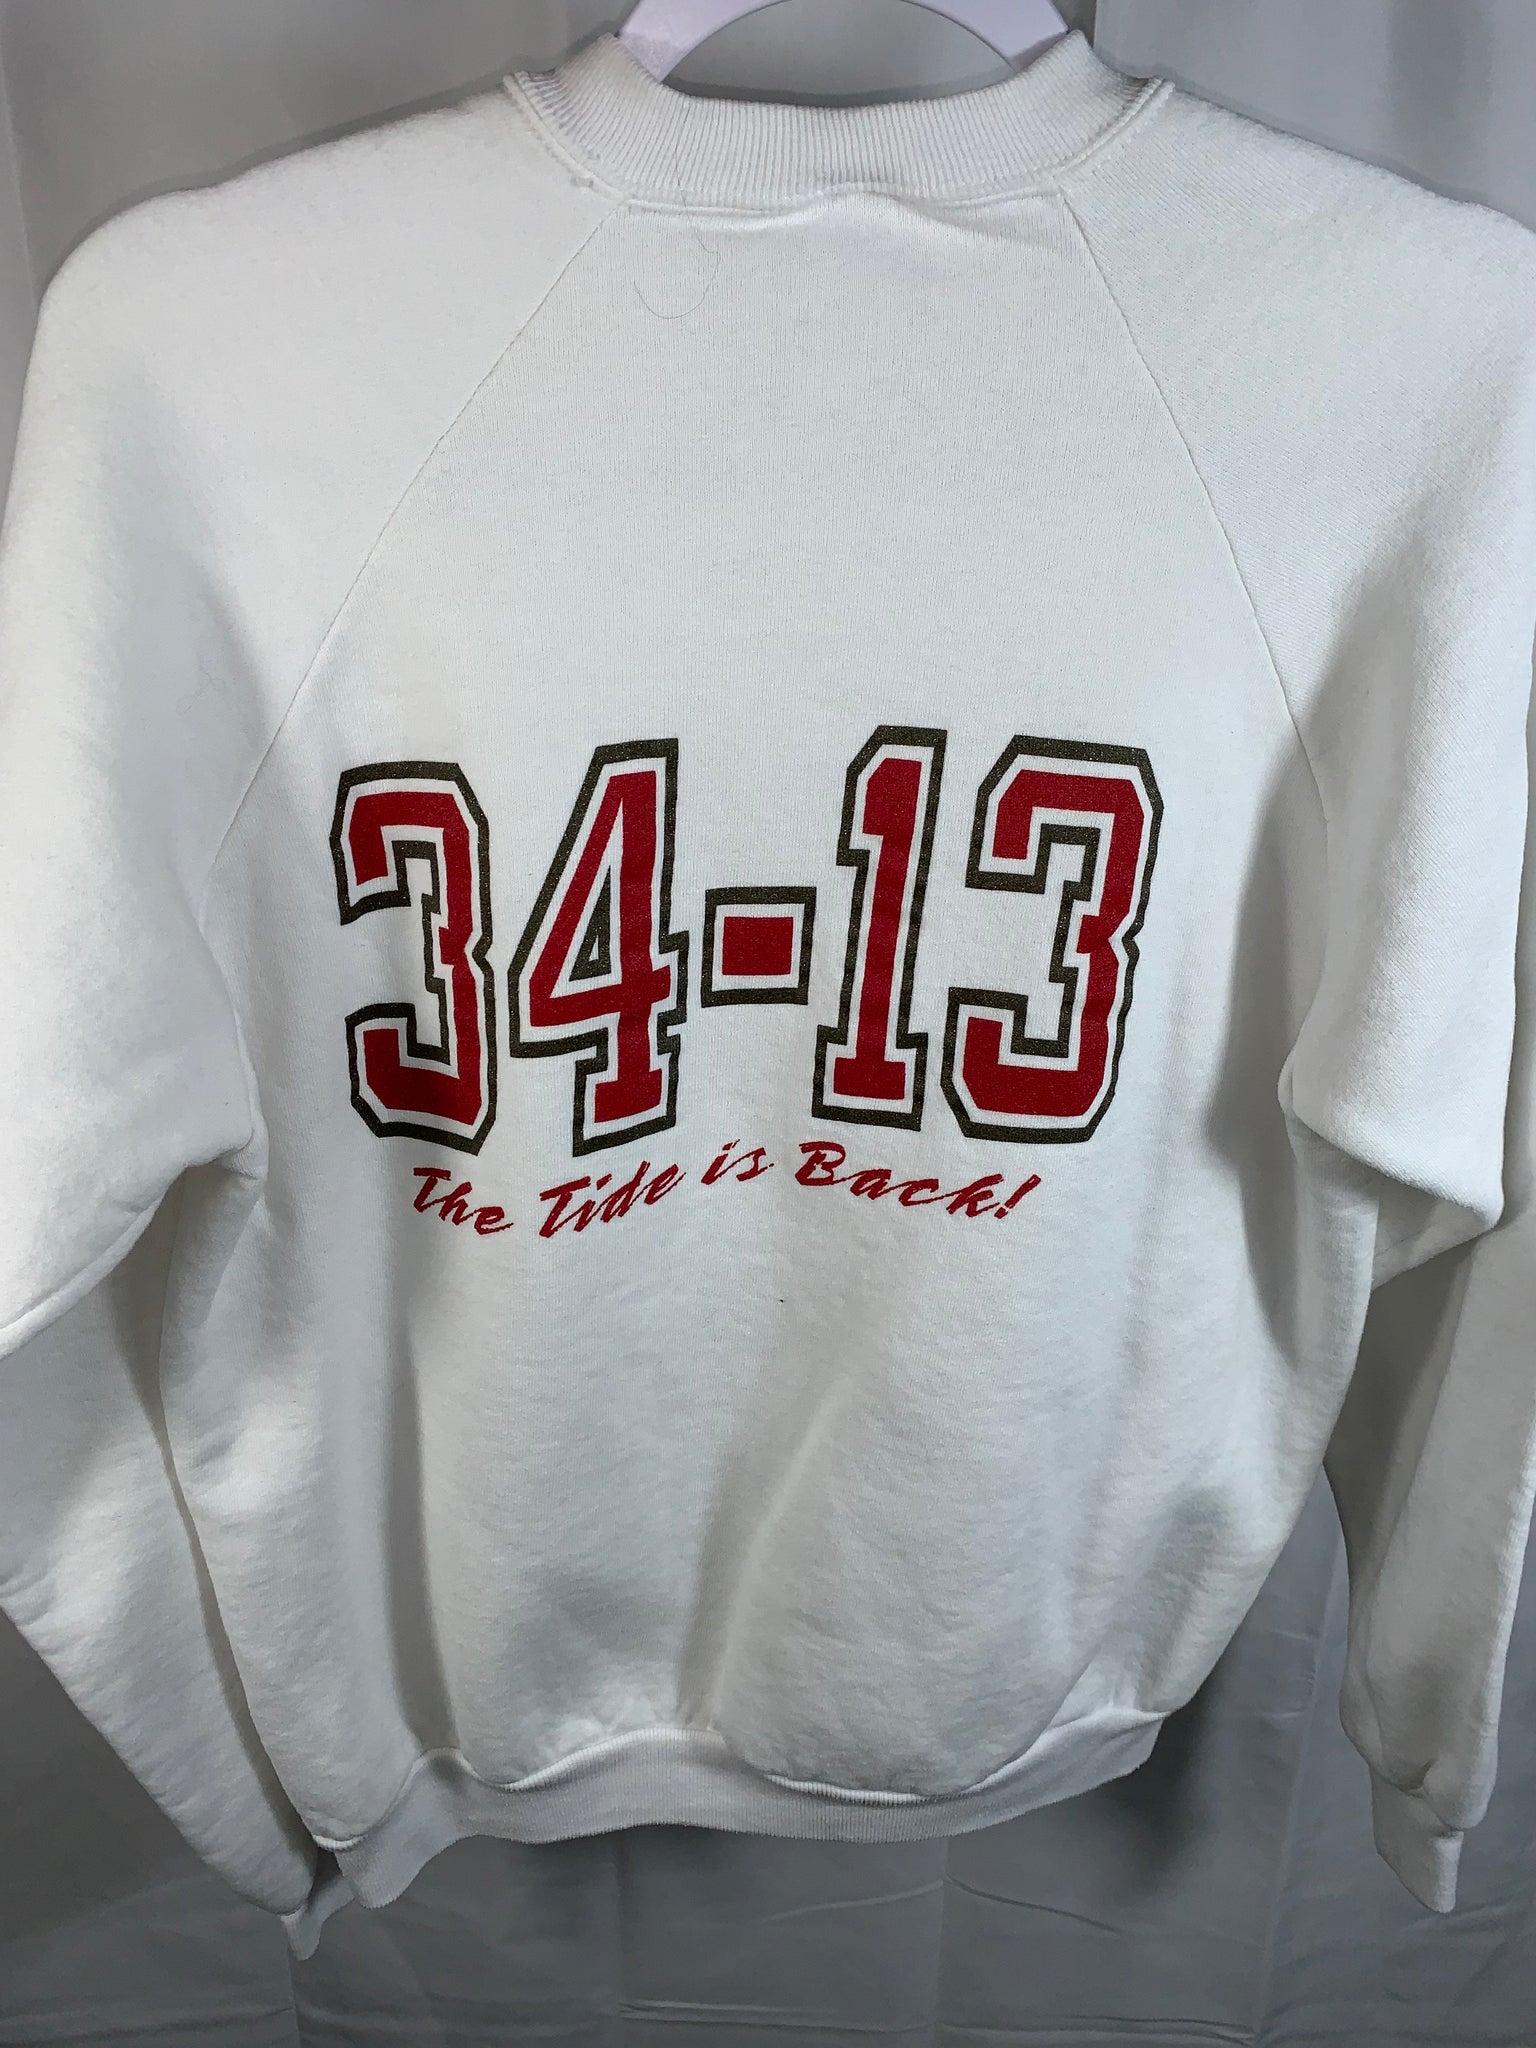 34-13
The Tide is Back!